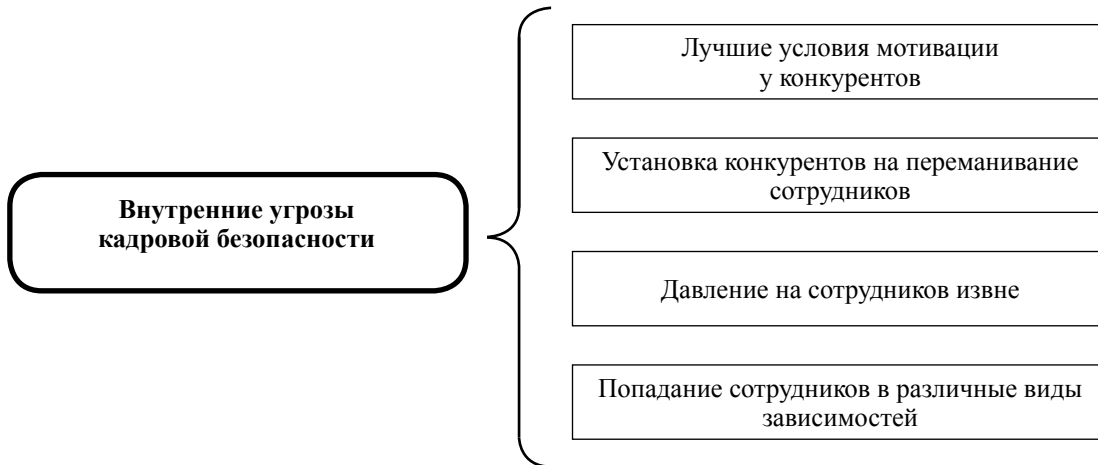 Внутренние угрозы
кадровой безопасности
Лучшие условия мотивации
у конкурентов
Установка конкурентов на переманивание
сотрудников
Давление на сотрудников извне
Попадание сотрудников в различные виды
зависимостей